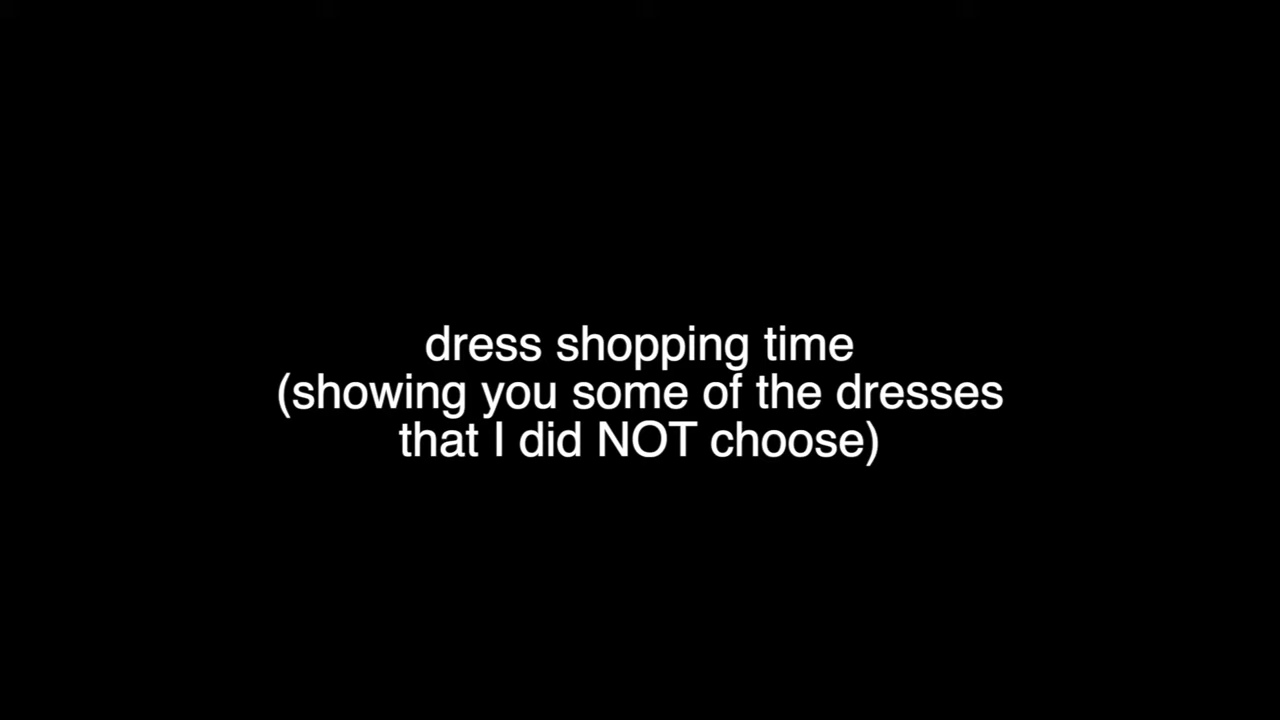 dress shopping time
(showing you some of the dresses
that I did NOT choose)